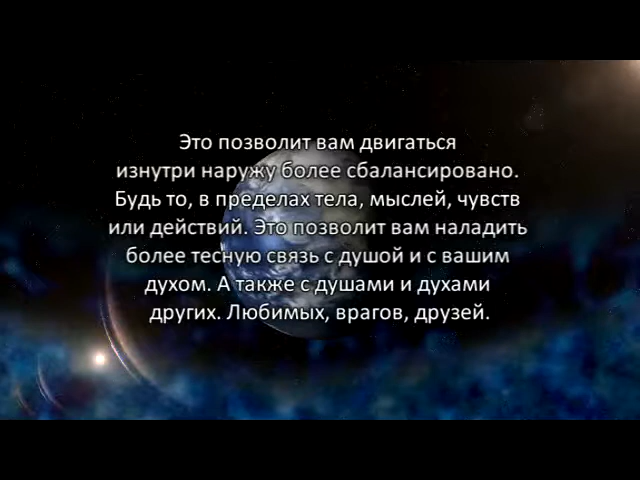 Это позволит вам двигаться
изнутри наружу более сбалансировано.
Будь то, в пределах тела, мыслей, чувств
или действий. Это позволит вам наладить
более тесную связь с душой и с вашим
духом. А также с душами и духами
других. Любимых, врагов, друзей.